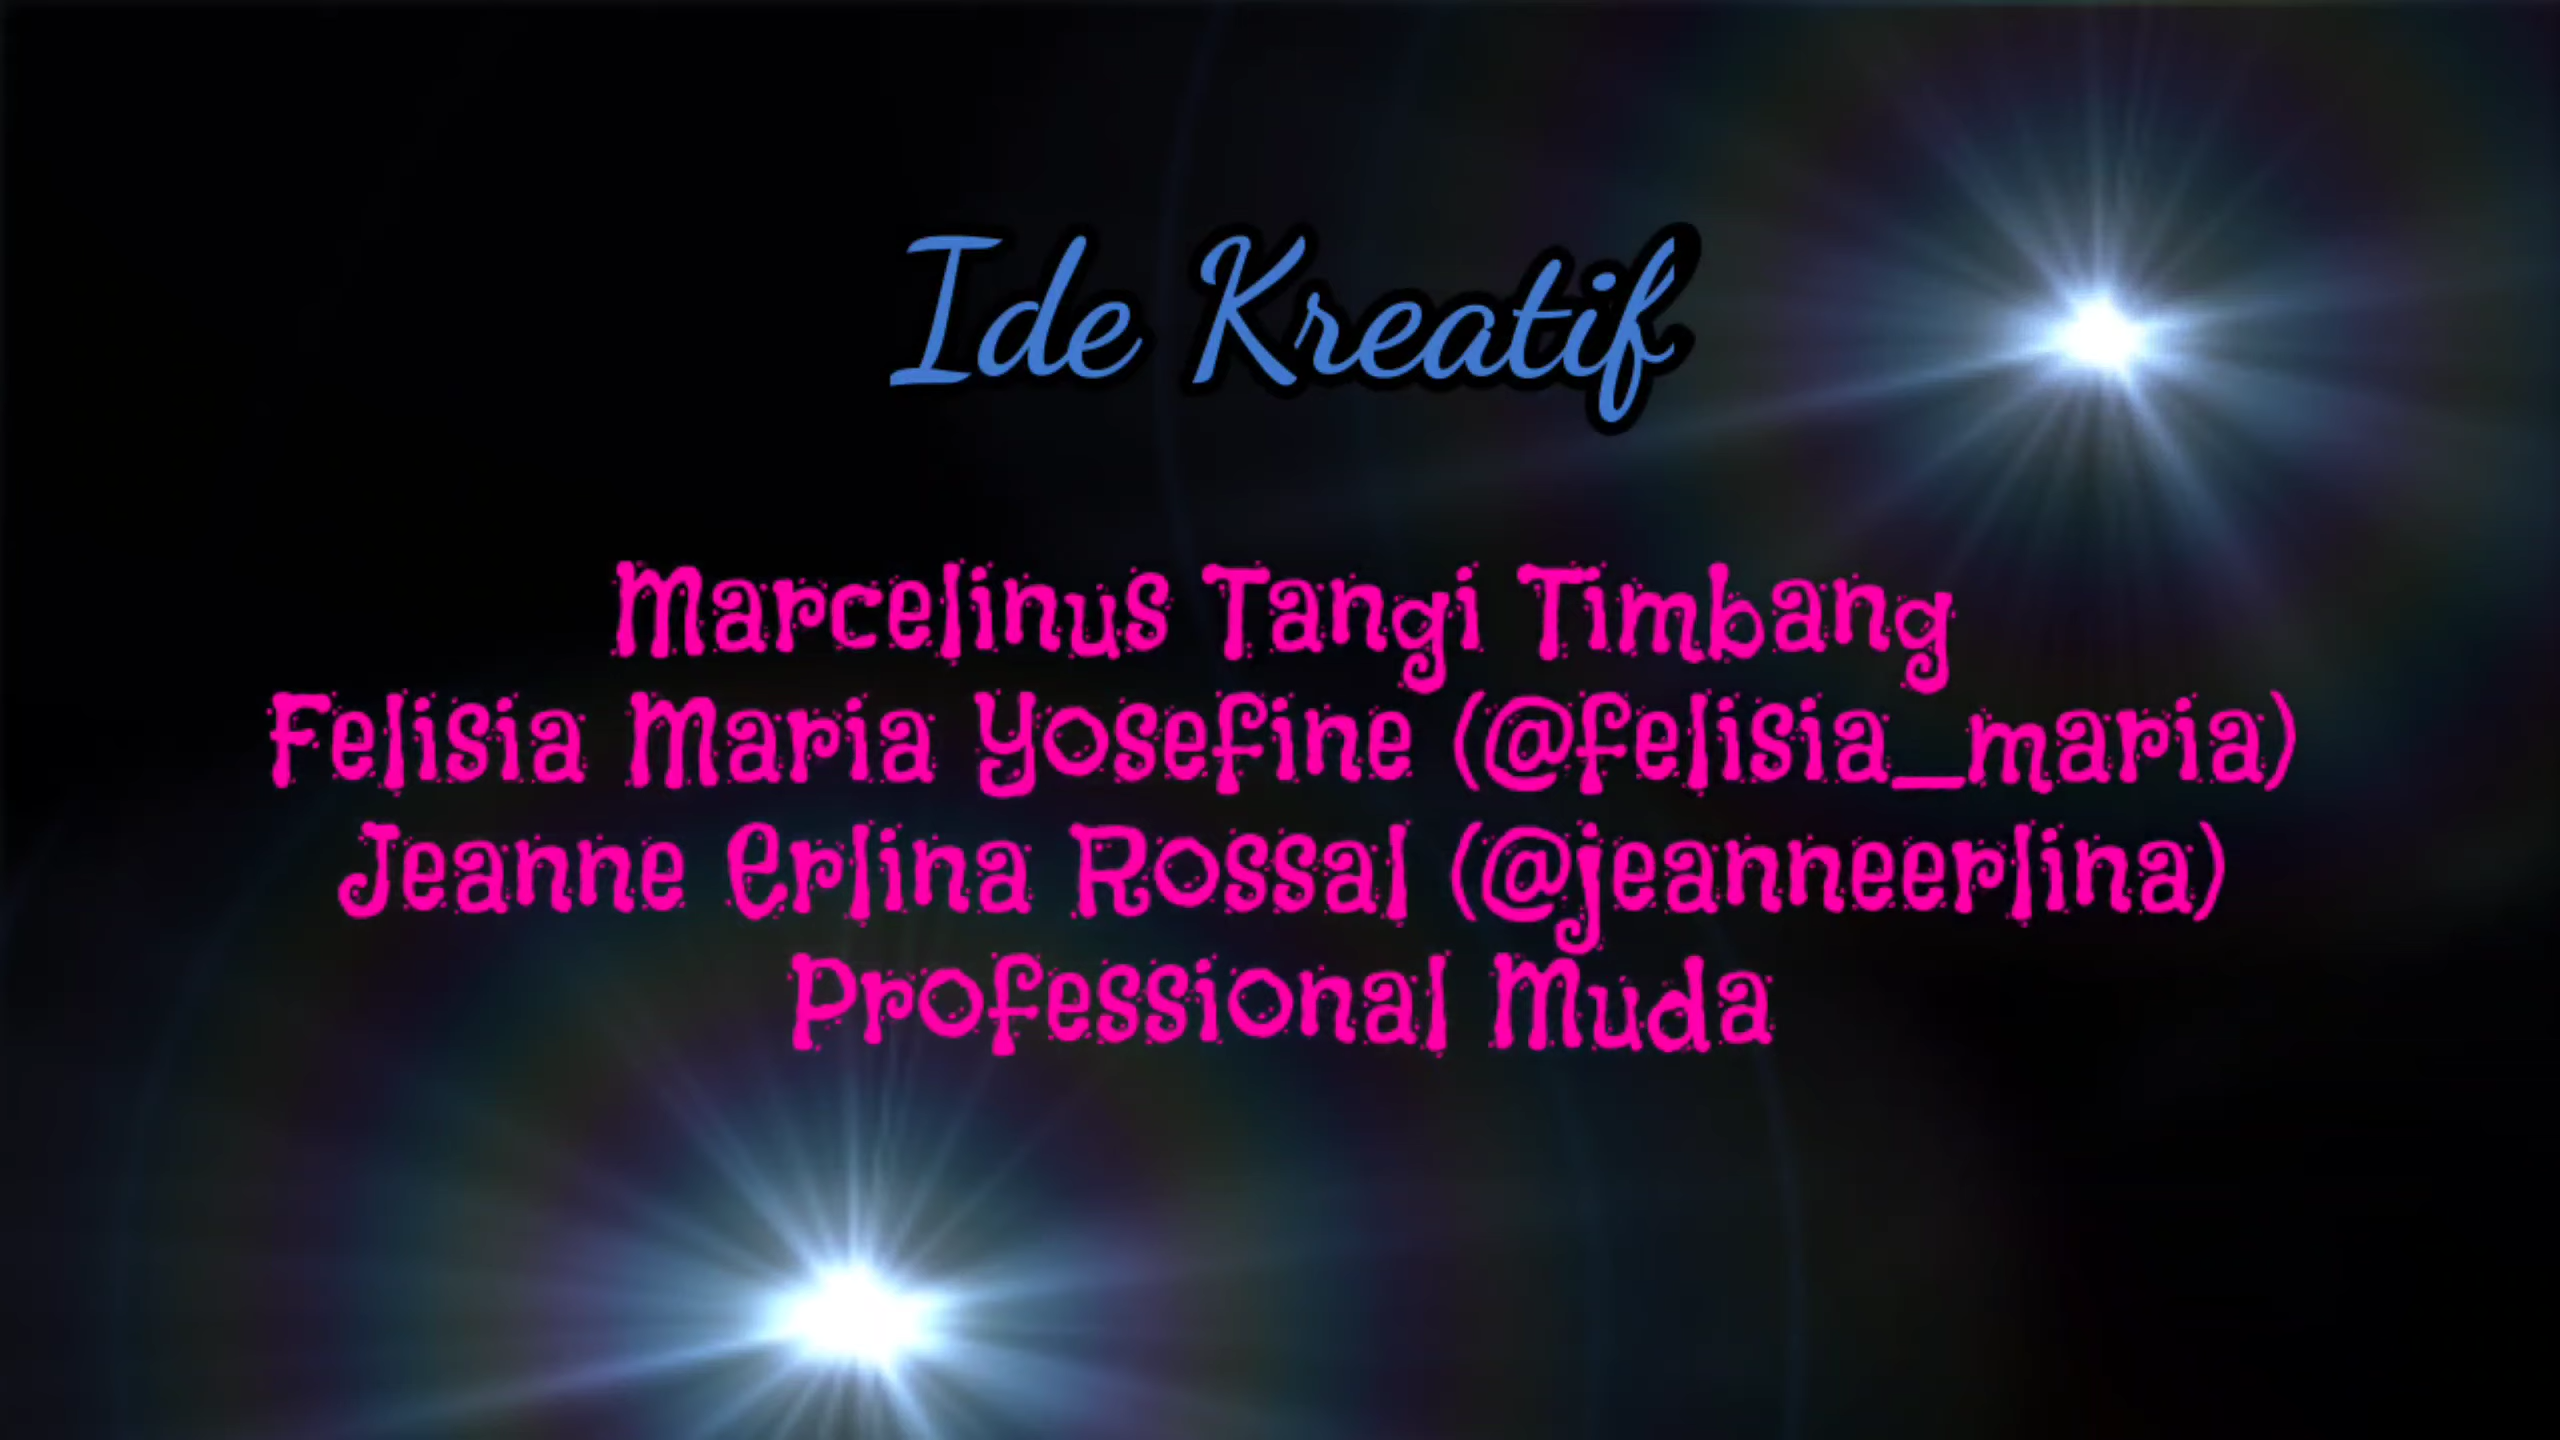 Ide Kreatif
Marcelinus Tangi Timbang
Felisia Maria Yosefine (@felisia_maria)
Jeanne Erlina Rossal (@jeanneerlina)
Professional Muda